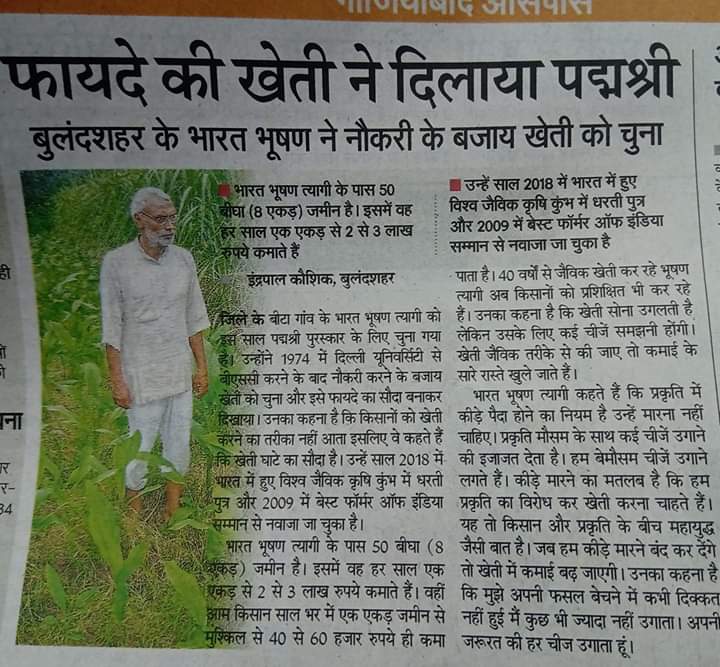 गाजियाबाद आसपास
फायदे की खेती ने दिलाया पद्मश्री
बुलंदशहर के भारत भूषण ने नौकरी के बजाय खेती को चुना
भारत भूषण त्यागी के पास 50
बीघा (8 एकड़) जमीन है। इसमें वह
हर साल एक एकड़ से 2 से 3 लाख
रुपये कमाते हैं
उन्हें साल 2018 में भारत में हुए
विश्व जैविक कृषि कुंभ में धरती पुत्र
और 2009 में बेस्ट फॉर्मर ऑफ इंडिया
सम्मान से नवाजा जा चुका है
इंद्रपाल कौशिक, बुलंदशहर
जिले के बीटा गांव के भारत भूषण त्यागी को
इस साल पद्मश्री पुरस्कार के लिए चुना गया
है। उन्होंने 1974 में दिल्ली यूनिवर्सिटी से
बीएससी करने के बाद नौकरी करने के बजाय
खेती को चुना और इसे फायदे का सौदा बनाकर
दिखाया। उनका कहना है कि किसानों को खेती
करने का तरीका नहीं आता इसलिए वे कहते हैं
कि खेती घाटे का सौदा है। उन्हें साल 2018 में
भारत में हुए विश्व जैविक कृषि कुंभ में धरती
पुत्र और 2009 में बेस्ट फॉर्मर ऑफ इंडिया
सम्मान से नवाजा जा चुका है।
भारत भूषण त्यागी के पास 50 बीघा (8
एकड़) जमीन है। इसमें वह हर साल एक
एकड़ से 2 से 3 लाख रुपये कमाते हैं। वहीं
आम किसान साल भर में एक एकड़ जमीन से
मुश्किल से 40 से 60 हजार रुपये ही कमा
पाता है। 40 वर्षों से जैविक खेती कर रहे भूषण
त्यागी अब किसानों को प्रशिक्षित भी कर रहे
हैं। उनका कहना है कि खेती सोना उगलती है
लेकिन उसके लिए कई चीजें समझनी होंगी।
खेती जैविक तरीके से की जाए तो कमाई के
सारे रास्ते खुले जाते हैं।
भारत भूषण त्यागी कहते हैं कि प्रकृति में
कीड़े पैदा होने का नियम है उन्हें मारना नहीं
चाहिए। प्रकृति मौसम के साथ कई चीजें उगाने
की इजाजत देता है। हम बेमौसम चीजें उगाने
लगते हैं। कीड़े मारने का मतलब है कि हम
प्रकृति का विरोध कर खेती करना चाहते हैं।
यह तो किसान और प्रकृति के बीच महायुद्ध
जैसी बात है। जब हम कीड़े मारने बंद कर देंगे
तो खेती में कमाई बढ़ जाएगी। उनका कहना है
कि मुझे अपनी फसल बेचने में कभी दिक्कत
नहीं हुई मैं कुछ भी ज्यादा नहीं उगाता। अपनी
जरूरत की हर चीज उगाता हूं।